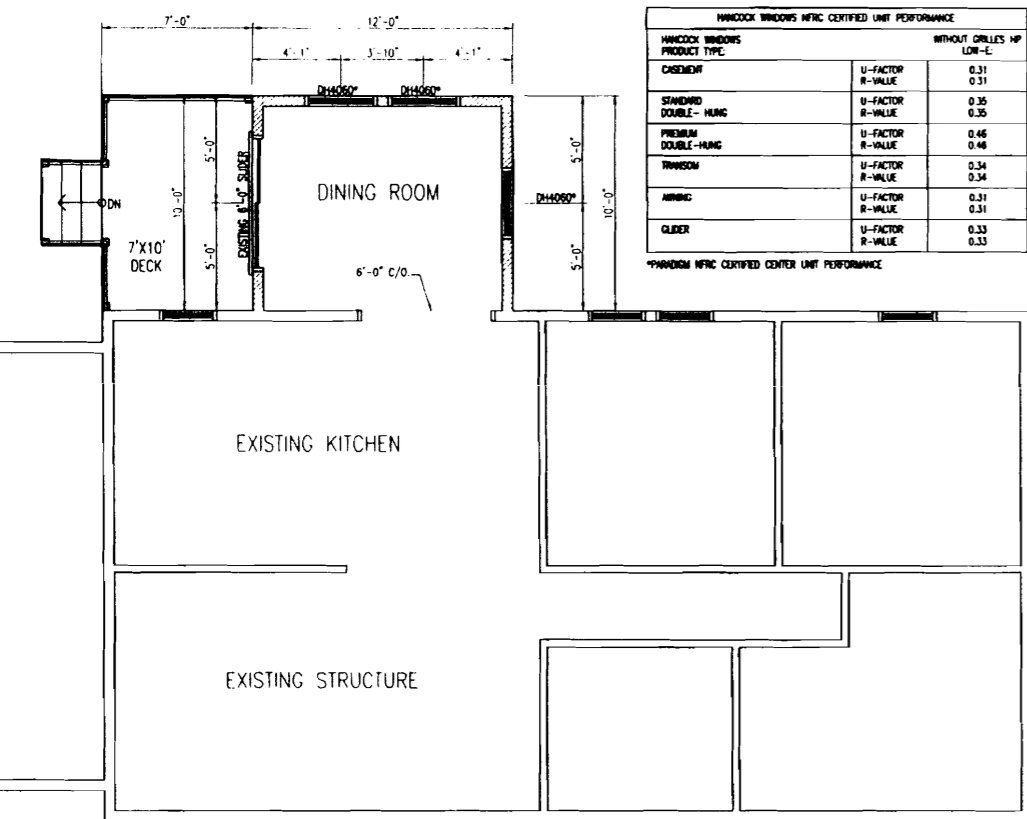 7'-0"
12'-0"
4'-1"
3'-10"
4'-1"
DH4060*
DH4060*
5'-0"
10'-0"
5'-0"
EXISTING 6'-0" SLIDER
DINING ROOM
DN
7'X10'
DECK
6'-0" C/O.
DH4060*
5'-0"
10'-0"
5'-0"
EXISTING KITCHEN
EXISTING STRUCTURE
HANCOCK WINDOWS NFRC CERTIFIED UNIT PERFORMANCE
HANCOCK WINDOWS WITHOUT GRILLES HP
PRODUCT TYPE: LOW-E:
CASEMENT U-FACTOR 0.31
R-VALUE 0.31
STANDARD U-FACTOR 0.35
DOUBLE- HUNG R-VALUE 0.35
PREMIUM U-FACTOR 0.46
DOUBLE-HUNG R-VALUE 0.46
TRANSOM U-FACTOR 0.34
R-VALUE 0.34
AWNING U-FACTOR 0.31
R-VALUE 0.31
GLIDER U-FACTOR 0.33
R-VALUE 0.33
*PARADIGM NFRC CERTIFIED CENTER UNIT PERFORMANCE